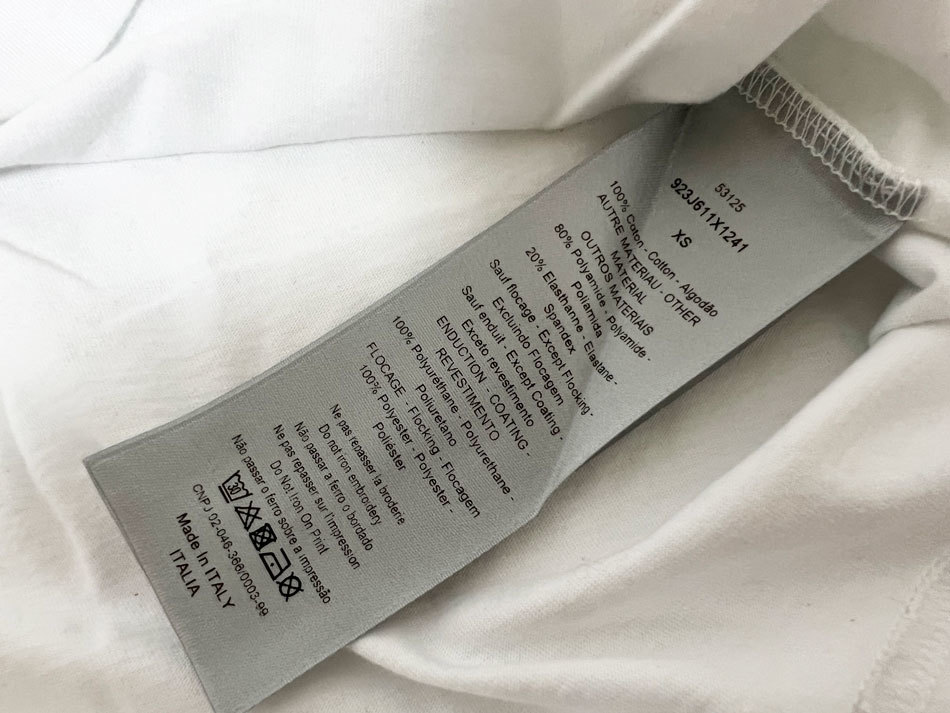 53125
923J611X1241
XS
100% Coton - Cotton - Algodão
AUTRE MATERIAU - OTHER
MATERIAL
OUTROS MATERIAIS
80% Polyamide - Polyamide -
Poliamida
20% Elasthanne - Elastane -
Spandex
Sauf flocage - Except Flocking -
Excluindo Flocagem
Sauf enduit - Except Coating -
Exceto revestimento
ENDUCTION - COATING -
REVESTIMENTO
100% Polyuréthane - Polyurethane -
Poliuretano
FLOCAGE - Flocking - Flocagem
100% Polyester - Polyester -
Poliéster
Ne pas repasser la broderie
Do not iron embroidery
Não passar a ferro o bordado
Ne pas repasser sur l'impression
Do Not Iron On Print
Não passar o ferro sobre a impressão
30
CNPJ 02-046-366/0003-99
Made In ITALY
ITALIA